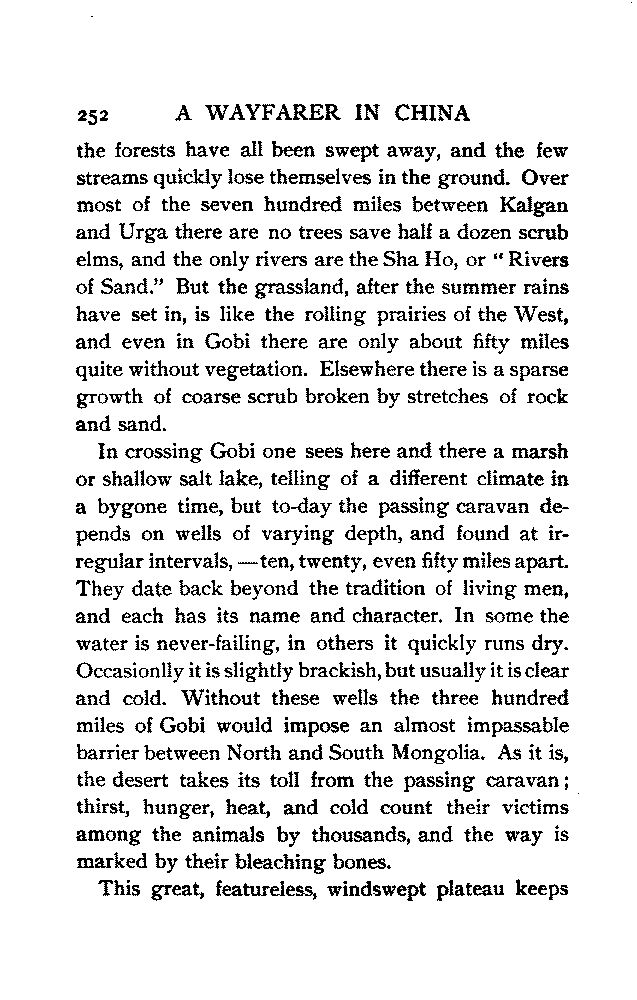 252 A WAYFARER IN CHINA
the forests have all been swept away, and the few
streams quickly lose themselves in the ground. Over
most of the seven hundred miles between Kalgan
and Urga there are no trees save half a dozen scrub
elms, and the only rivers are the Sha Ho, or “ Rivers
of Sand.” But the grassland, after the summer rains
have set in, is like the rolling prairies of the West,
and even in Gobi there are only about fifty miles
quite without vegetation. Elsewhere there is a sparse
growth of coarse scrub broken by stretches of rock
and sand.
In crossing Gobi one sees here and there a marsh
or shallow salt lake, telling of a different climate in
a bygone time, but to-day the passing caravan de-
pends on wells of varying depth, and found at ir-
regular intervals, — ten, twenty, even fifty miles apart.
They date back beyond the tradition of living men,
and each has its name and character. In some the
water is never-failing, in others it quickly runs dry.
Occasionlly it is slightly brackish, but usually it is clear
and cold. Without these wells the three hundred
miles of Gobi would impose an almost impassable
barrier between North and South Mongolia. As it is,
the desert takes its toll from the passing caravan ;
thirst, hunger, heat, and cold count their victims
among the animals by thousands, and the way is
marked by their bleaching bones.
This great, featureless, windswept plateau keeps